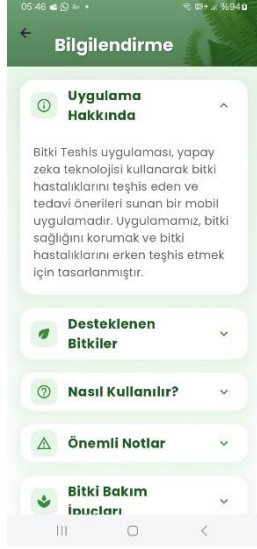 05:46
%94
Bilgilendirme
Uygulama
Hakkında
Bitki Teshis uygulaması, yapay
zeka teknolojisi kullanarak bitki
hastalıklarını teşhis eden ve
tedavi önerileri sunan bir mobil
uygulamadır. Uygulamamız, bitki
sağlığını korumak ve bitki
hastalıklarını erken teşhis etmek
için tasarlanmıştır.
Desteklenen
Bitkiler
Nasıl Kullanılır?
Önemli Notlar
Bitki Bakım
İpuçları